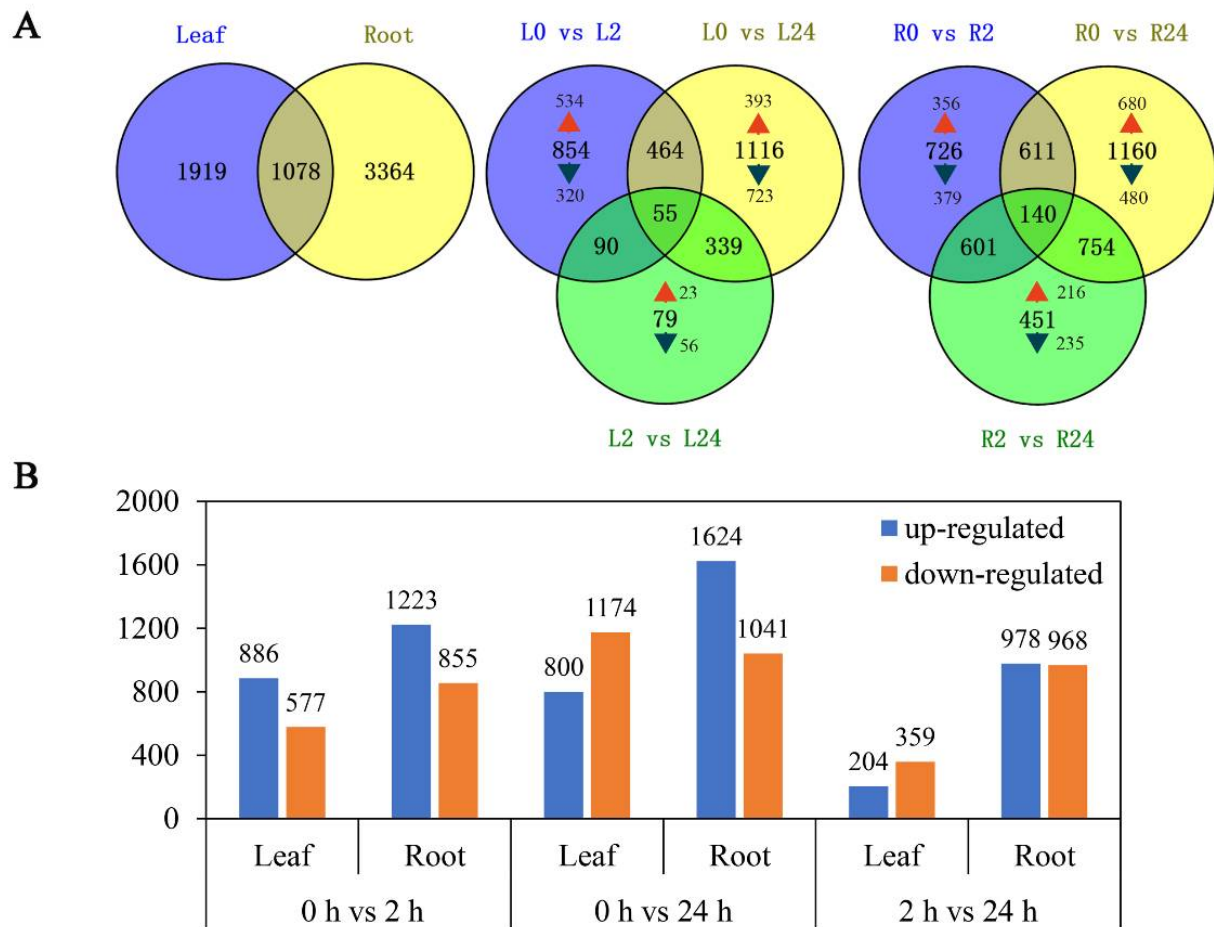 A
Leaf Root
1919 1078 3364
L0 vs L2 L0 vs L24
534 393
854 464 1116
320 723
55
90 339
23
79
56
L2 vs L24
R0 vs R2 R0 vs R24
356 680
726 611 1160
379 480
140
601 754
216
451
235
R2 vs R24
B
2000
1600
1200
800
400
0
up-regulated
down-regulated
886 577 1223 855 800 1174 1624 1041 204 359 978 968
Leaf Root Leaf Root Leaf Root
0 h vs 2 h 0 h vs 24 h 2 h vs 24 h